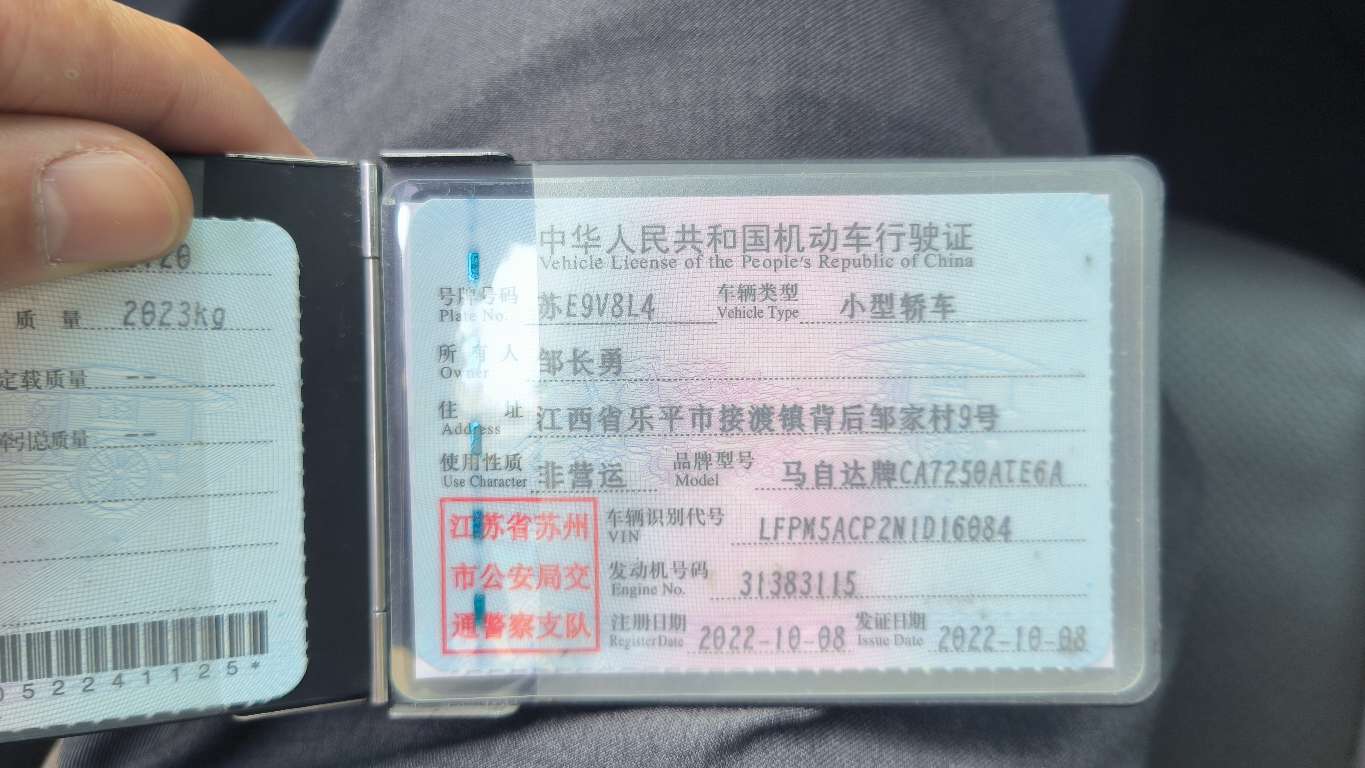 质量 2023kg
定载质量 --
牵引总质量 --
052241125*
中华人民共和国机动车行驶证
Vehicle License of the People's Republic of China
号牌号码 苏E9V8L4 车辆类型 小型轿车
Plate No. Vehicle Type
所有人 邹长勇
Owner
住址 江西省乐平市接渡镇背后邹家村9号
Address
使用性质 非营运 品牌型号 马自达牌CA7250ATE6A
Use Character Model
江苏省苏州
市公安局交
通警察支队
车辆识别代号 LFPM5ACP2N1D16084
VIN
发动机号码 31383115
Engine No.
注册日期 2022-10-08 发证日期 2022-10-08
Register Date Issue Date